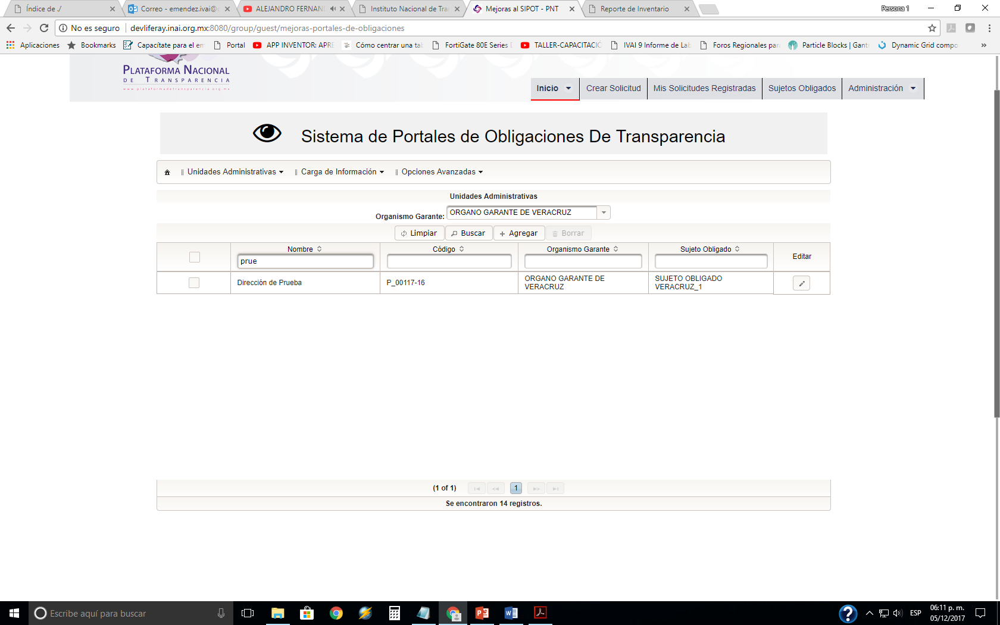 Índice de ./
Correo - emendez.ivai@
ALEJANDRO FERNAN
Instituto Nacional de Tra
Mejoras al SIPOT - PNT
Reporte de Inventario
Persona 1
No es seguro
devliferay.inai.org.mx:8080/group/guest/mejoras-portales-de-obligaciones
Aplicaciones
Bookmarks
Capacítate para el em
Portal
APP INVENTOR: APRE
Cómo centrar una tab
FortiGate 80E Series
TALLER-CAPACITACIÓ
IVAI 9 Informe de Lab
Foros Regionales par
Particle Blocks | Gant
Dynamic Grid compo
»
PLATAFORMA NACIONAL
DE TRANSPARENCIA
www.plataformadetransparencia.org.mx
Inicio
Crear Solicitud
Mis Solicitudes Registradas
Sujetos Obligados
Administración
Sistema de Portales de Obligaciones De Transparencia
Unidades Administrativas
Carga de Información
Opciones Avanzadas
Unidades Administrativas
Organismo Garante: ORGANO GARANTE DE VERACRUZ
Limpiar
Buscar
Agregar
Borrar
Nombre
Código
Organismo Garante
Sujeto Obligado
Editar
prue
Dirección de Prueba
P_00117-16
ORGANO GARANTE DE
VERACRUZ
SUJETO OBLIGADO
VERACRUZ_1
(1 of 1)
1
Se encontraron 14 registros.
Escribe aquí para buscar
ESP
06:11 p. m.
05/12/2017